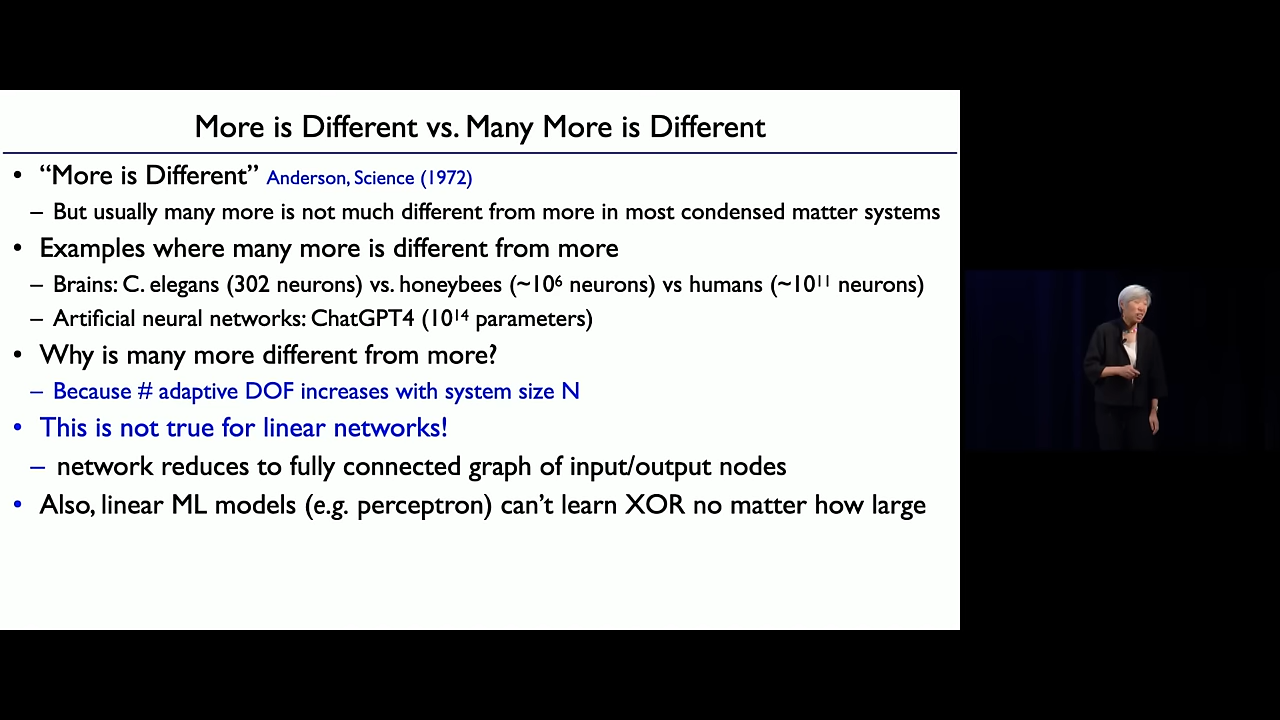 More is Different vs. Many More is Different
• “More is Different” Anderson, Science (1972)
– But usually many more is not much different from more in most condensed matter systems
• Examples where many more is different from more
– Brains: C. elegans (302 neurons) vs. honeybees (~10⁶ neurons) vs humans (~10¹¹ neurons)
– Artificial neural networks: ChatGPT4 (10¹⁴ parameters)
• Why is many more different from more?
– Because # adaptive DOF increases with system size N
• This is not true for linear networks!
– network reduces to fully connected graph of input/output nodes
• Also, linear ML models (e.g. perceptron) can’t learn XOR no matter how large